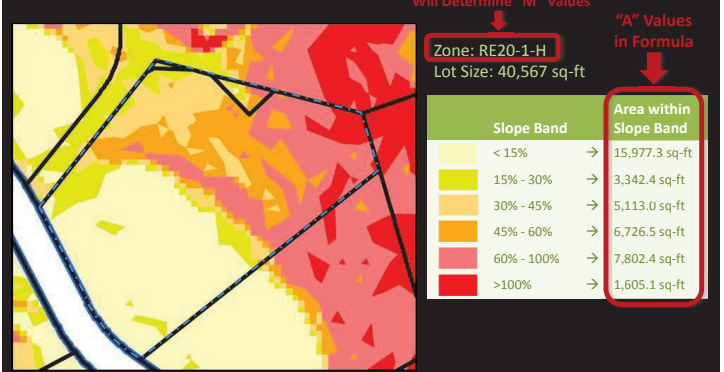 Will Determine "M" Values
Zone: RE20-1-H
Lot Size: 40,567 sq-ft
"A" Values
in Formula
Slope Band
Area within
Slope Band
< 15% → 15,977.3 sq-ft
15% - 30% → 3,342.4 sq-ft
30% - 45% → 5,113.0 sq-ft
45% - 60% → 6,726.5 sq-ft
60% - 100% → 7,802.4 sq-ft
>100% → 1,605.1 sq-ft